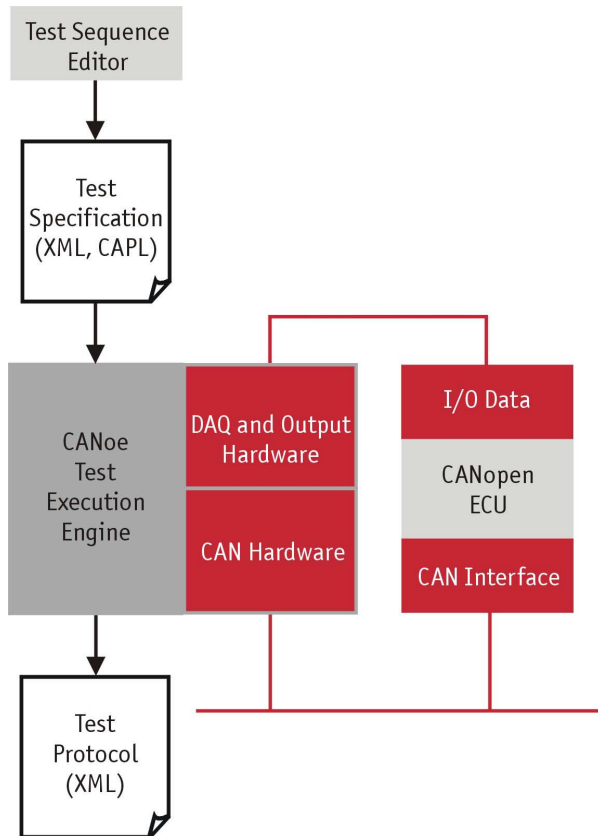 Test Sequence
Editor
Test
Specification
(XML, CAPL)
CANoe
Test
Execution
Engine
DAQ and Output
Hardware
CAN Hardware
I/O Data
CANopen
ECU
CAN Interface
Test
Protocol
(XML)